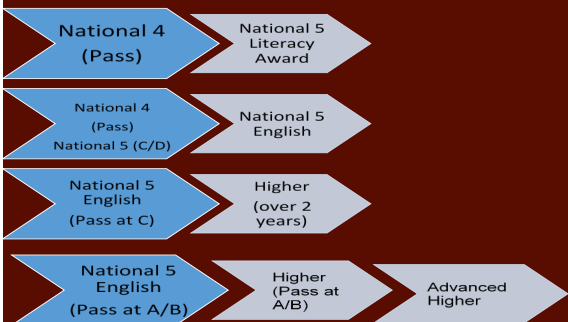 National 4
(Pass)
National 5
Literacy
Award
National 4
(Pass)
National 5 (C/D)
National 5
English
National 5
English
(Pass at C)
Higher
(over 2
years)
National 5
English
(Pass at A/B)
Higher
(Pass at
A/B)
Advanced
Higher